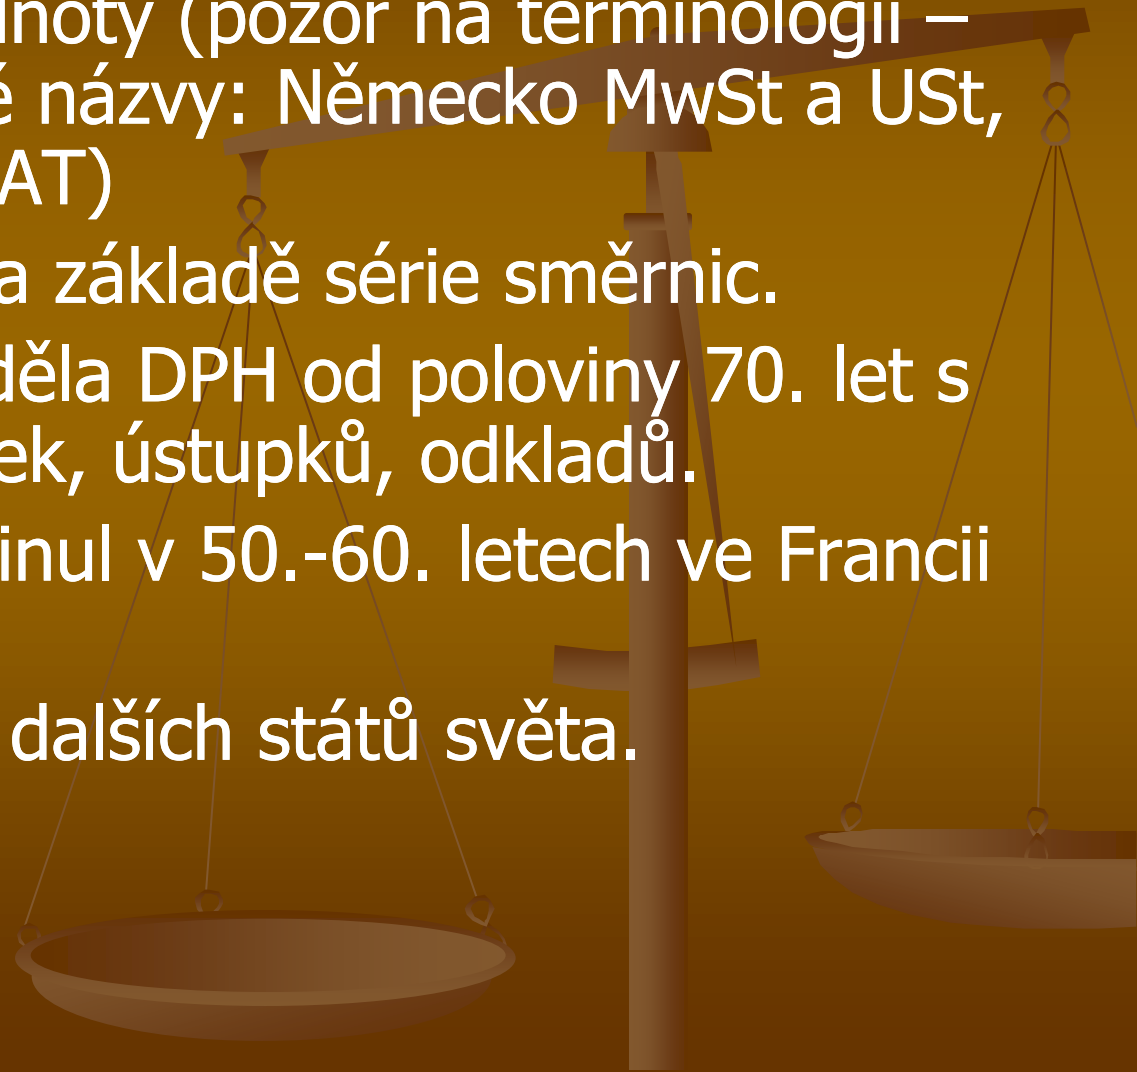 noty (pozor na terminologii –
názvy: Německo MwSt a USt,
AT)
a základě série směrnic.
děla DPH od poloviny 70. let s
ek, ústupků, odkladů.
inul v 50.-60. letech ve Francii
dalších států světa.